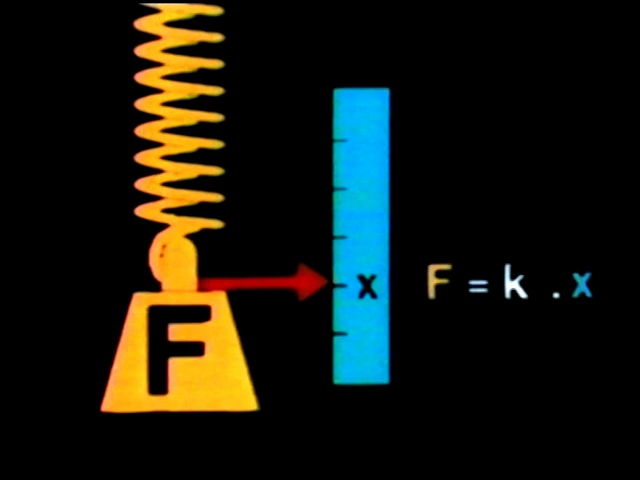 F
x
F = k . x